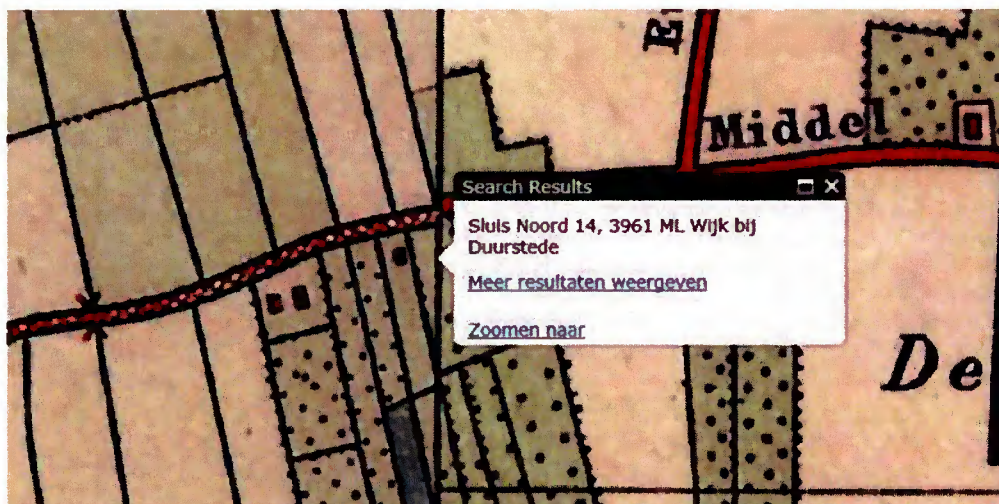 Middel
Search Results
Sluis Noord 14, 3961 ML Wijk bij
Duurstede
Meer resultaten weergeven
Zoomen naar
De